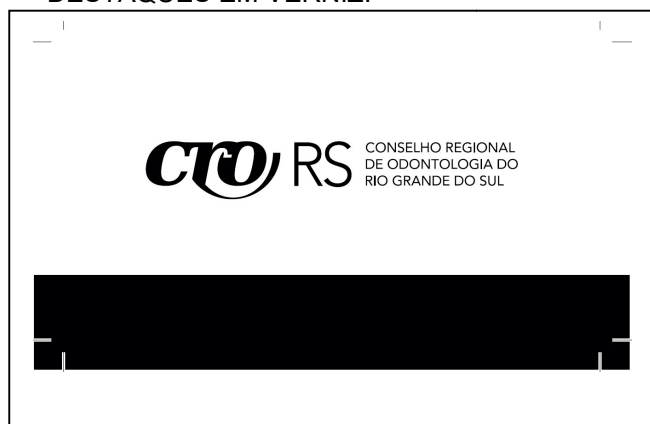 DESTAQUES EM VERNIZ:
cro RS
CONSELHO REGIONAL
DE ODONTOLOGIA DO
RIO GRANDE DO SUL